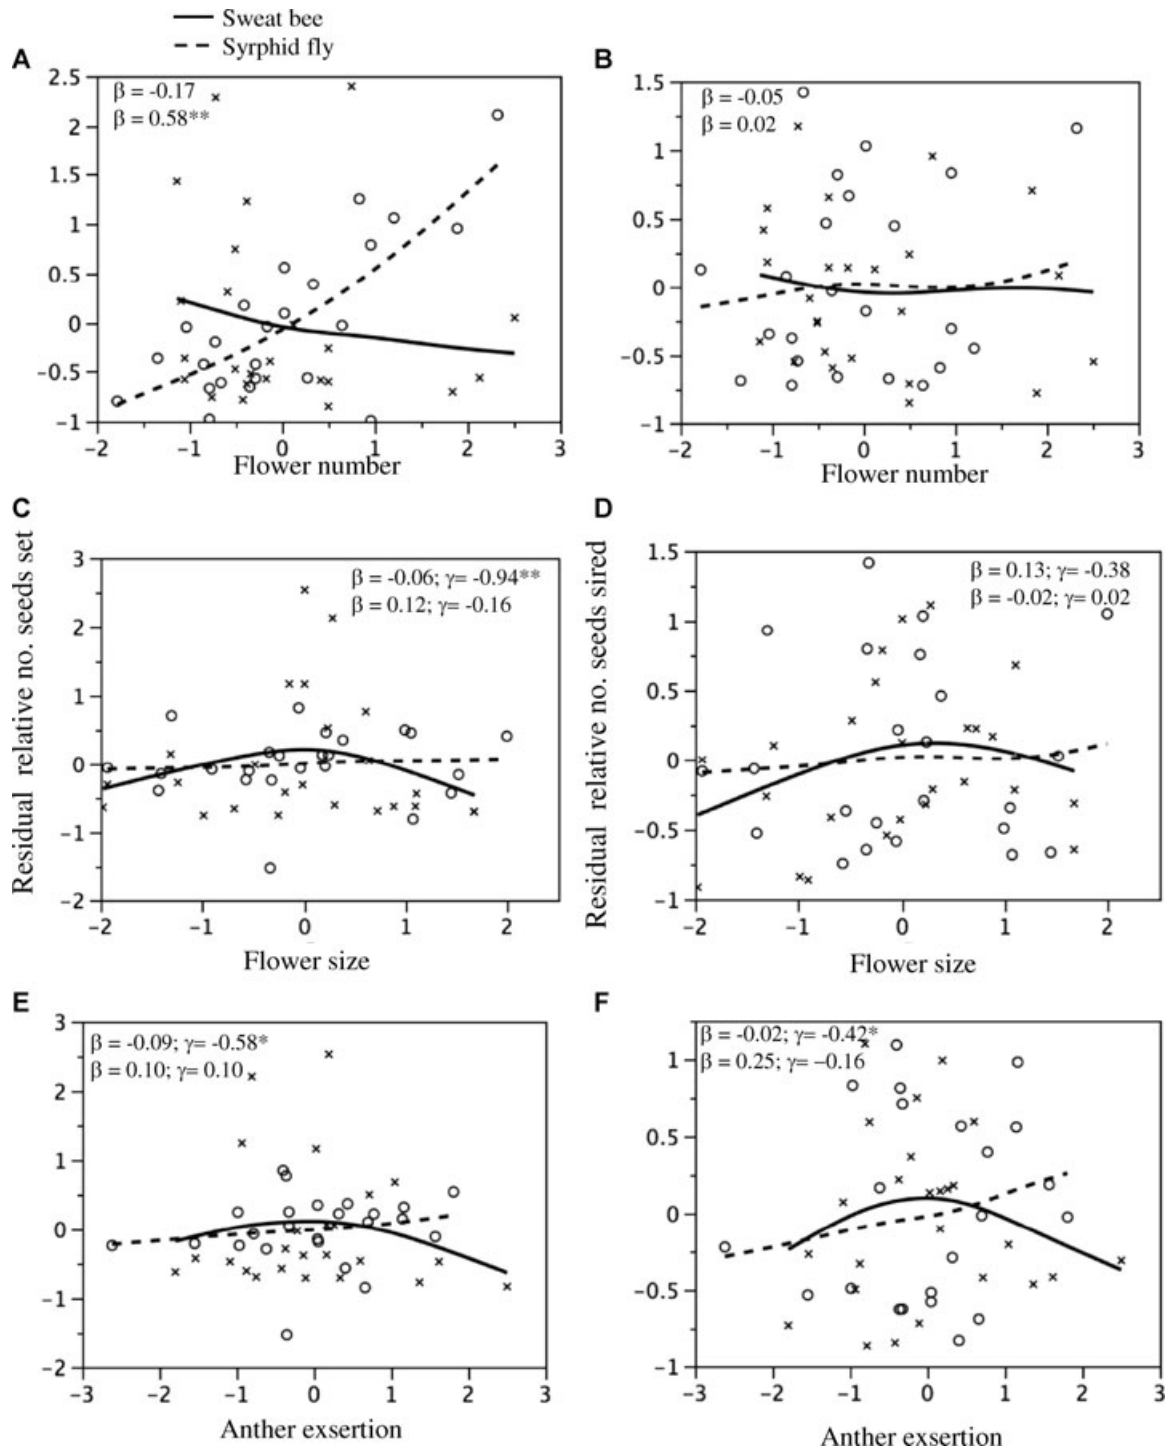 Sweat bee
Syrphid fly
A
B
β = -0.17
β = 0.58**
2.5
2
1.5
1
0.5
0
-0.5
-1
-2 -1 0 1 2 3
Flower number
β = -0.05
β = 0.02
1.5
1
0.5
0
-0.5
-1
-2 -1 0 1 2 3
Flower number
C
D
Residual relative no. seeds set
β = -0.06; γ= -0.94**
β = 0.12; γ= -0.16
3
2
1
0
-1
-2
-2 -1 0 1 2
Flower size
Residual relative no. seeds sired
β = 0.13; γ= -0.38
β = -0.02; γ= 0.02
1.5
1
0.5
0
-0.5
-1
-2 -1 0 1 2
Flower size
E
F
β = -0.09; γ= -0.58*
β = 0.10; γ= 0.10
3
2
1
0
-1
-2
-3 -2 -1 0 1 2 3
Anther exsertion
β = -0.02; γ= -0.42*
β = 0.25; γ= −0.16
1
0.5
0
-0.5
-1
-3 -2 -1 0 1 2 3
Anther exsertion